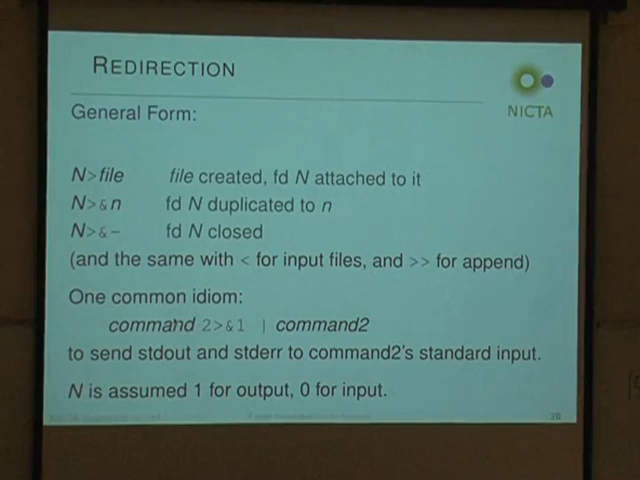 REDIRECTION
NICTA
General Form:
N>file file created, fd N attached to it
N>&n fd N duplicated to n
N>&- fd N closed
(and the same with < for input files, and >> for append)
One common idiom:
command 2>&1 | command2
to send stdout and stderr to command2's standard input.
N is assumed 1 for output, 0 for input.
20